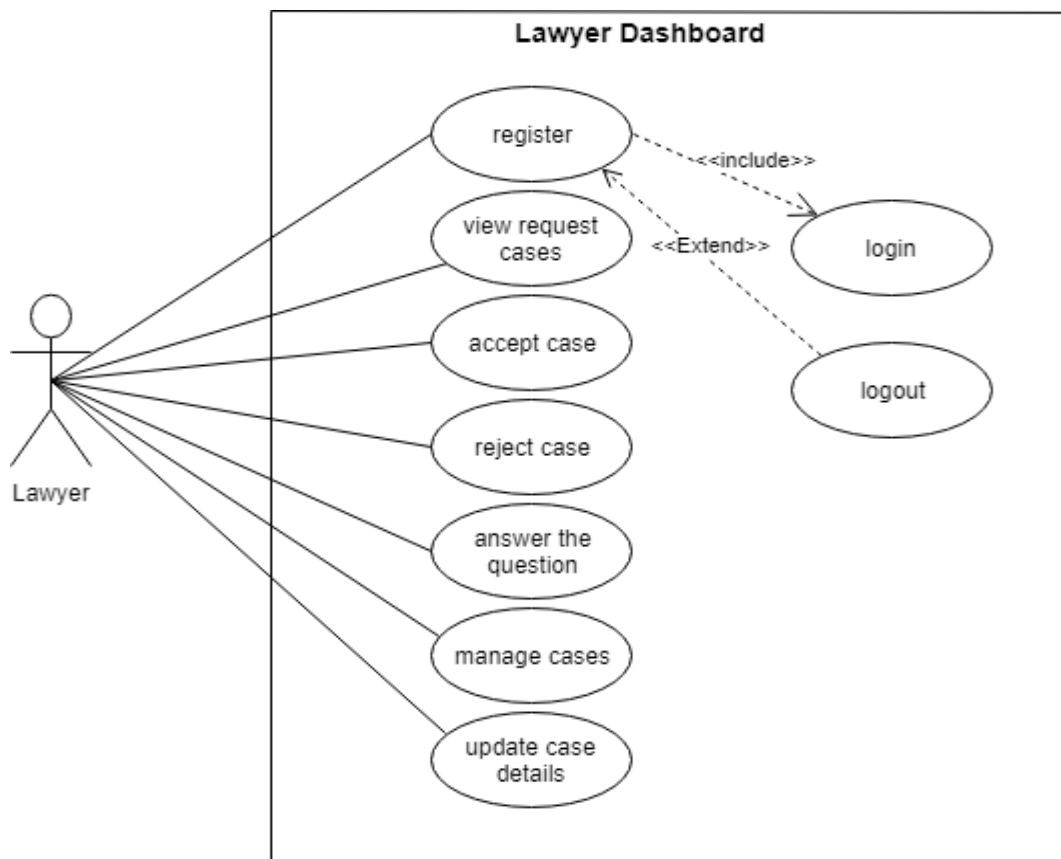 Lawyer Dashboard
register
<<include>>
view request
cases
<<Extend>>
login
accept case
logout
reject case
Lawyer
answer the
question
manage cases
update case
details